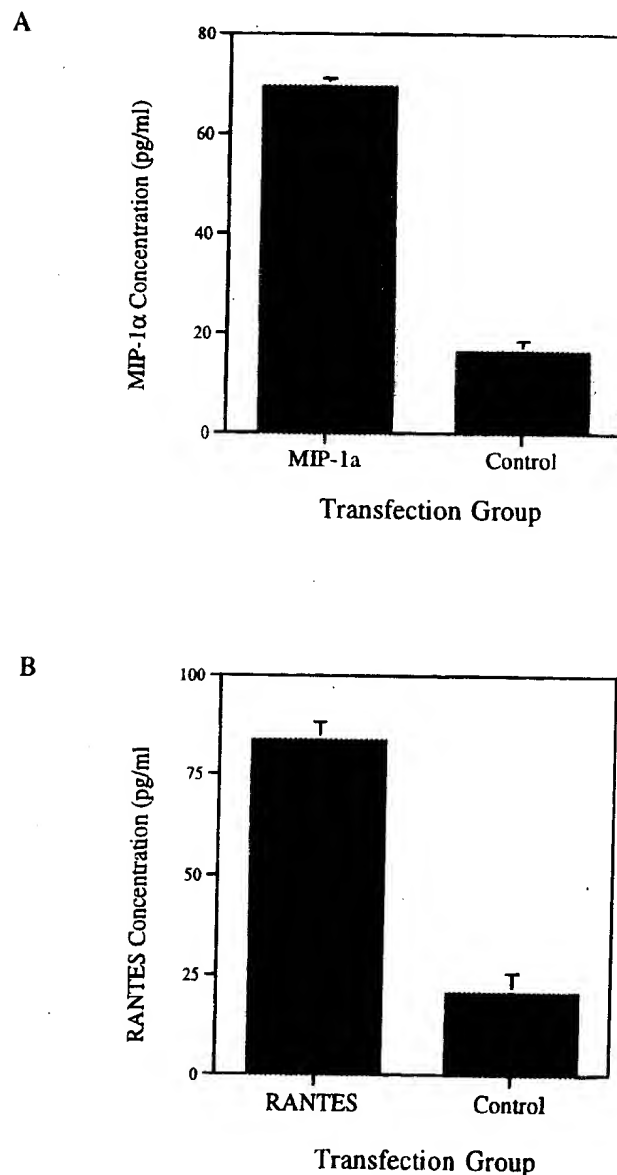 A
MIP-1α Concentration (pg/ml)
80
60
40
20
0
MIP-1a Control
Transfection Group
B
RANTES Concentration (pg/ml
100
75
50
25
0
RANTES Control
Transfection Group